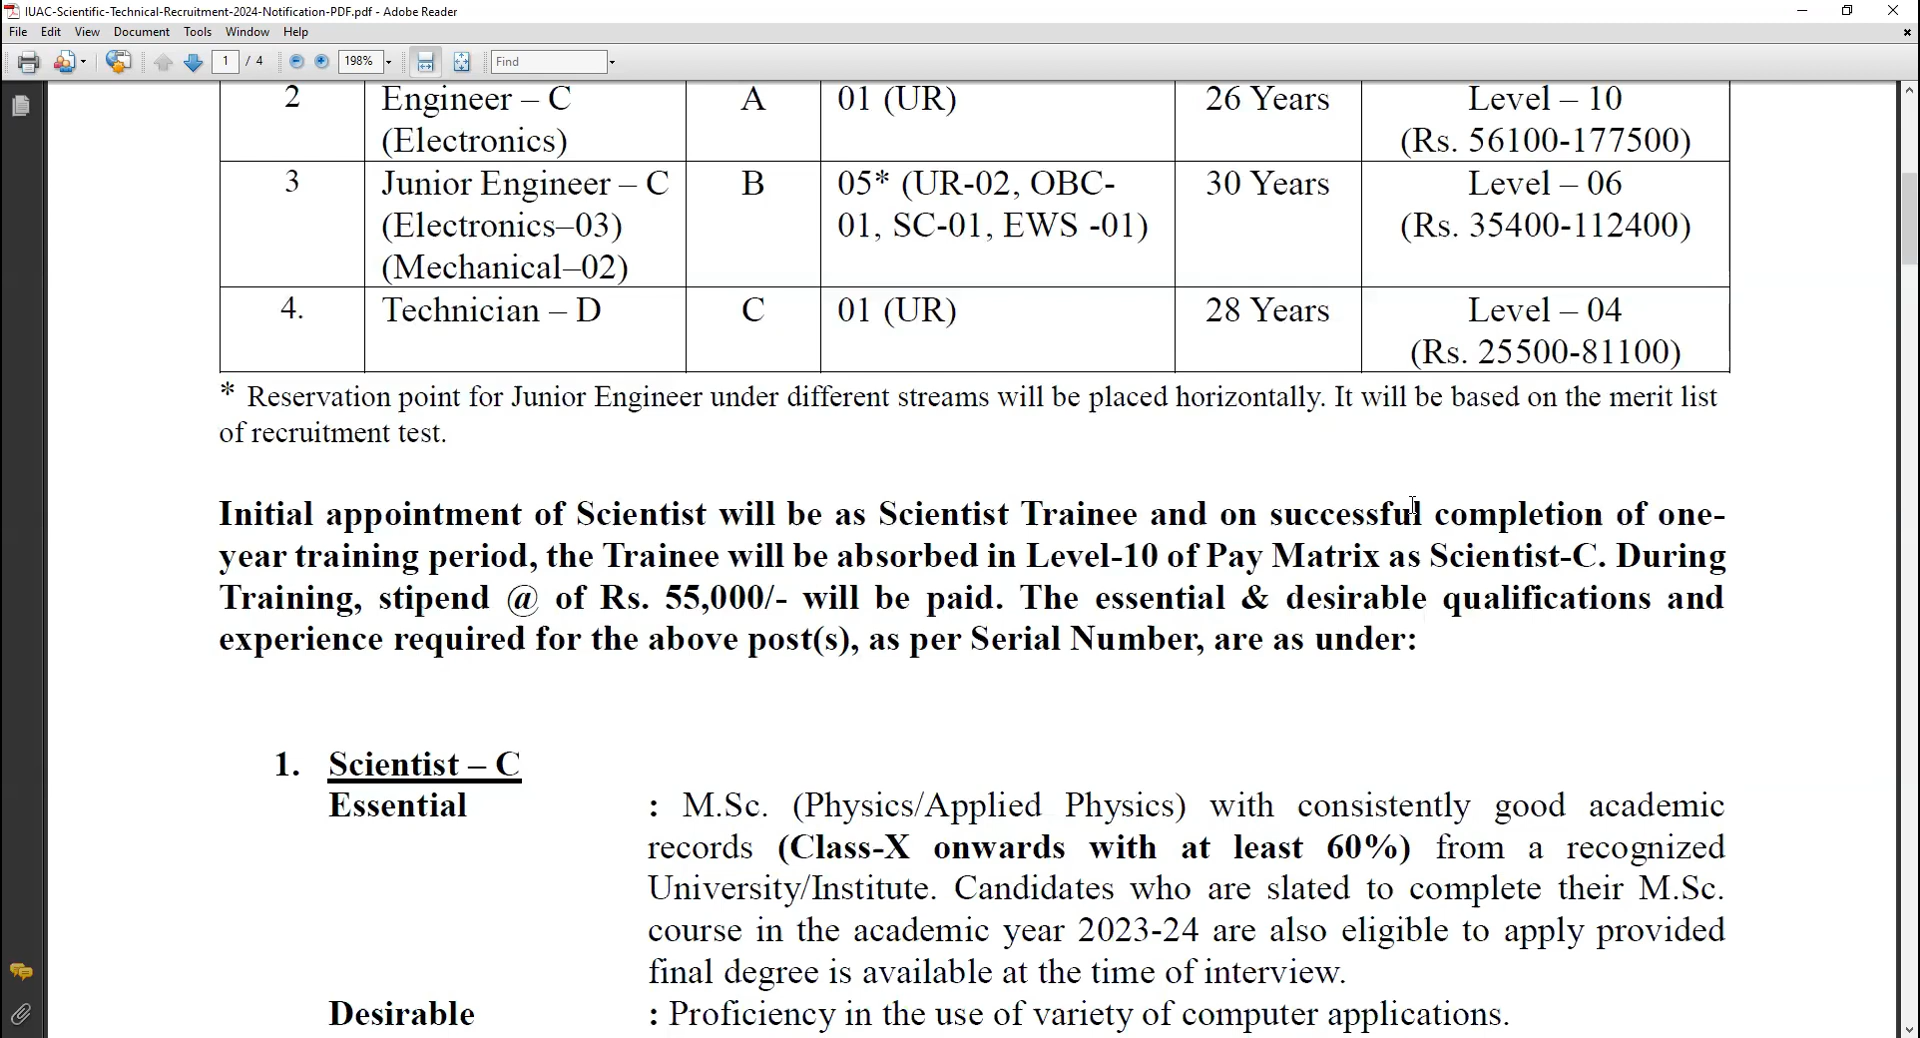 IUAC-Scientific-Technical-Recruitment-2024-Notification-PDF.pdf - Adobe Reader
File Edit View Document Tools Window Help
1 / 4 198% Find
2 Engineer – C A 01 (UR) 26 Years Level – 10
(Electronics) (Rs. 56100-177500)
3 Junior Engineer – C B 05* (UR-02, OBC- 30 Years Level – 06
(Electronics–03) 01, SC-01, EWS -01) (Rs. 35400-112400)
(Mechanical–02)
4. Technician – D C 01 (UR) 28 Years Level – 04
(Rs. 25500-81100)
* Reservation point for Junior Engineer under different streams will be placed horizontally. It will be based on the merit list
of recruitment test.
Initial appointment of Scientist will be as Scientist Trainee and on successful completion of one-
year training period, the Trainee will be absorbed in Level-10 of Pay Matrix as Scientist-C. During
Training, stipend @ of Rs. 55,000/- will be paid. The essential & desirable qualifications and
experience required for the above post(s), as per Serial Number, are as under:
1. Scientist – C
Essential : M.Sc. (Physics/Applied Physics) with consistently good academic
records (Class-X onwards with at least 60%) from a recognized
University/Institute. Candidates who are slated to complete their M.Sc.
course in the academic year 2023-24 are also eligible to apply provided
final degree is available at the time of interview.
Desirable : Proficiency in the use of variety of computer applications.